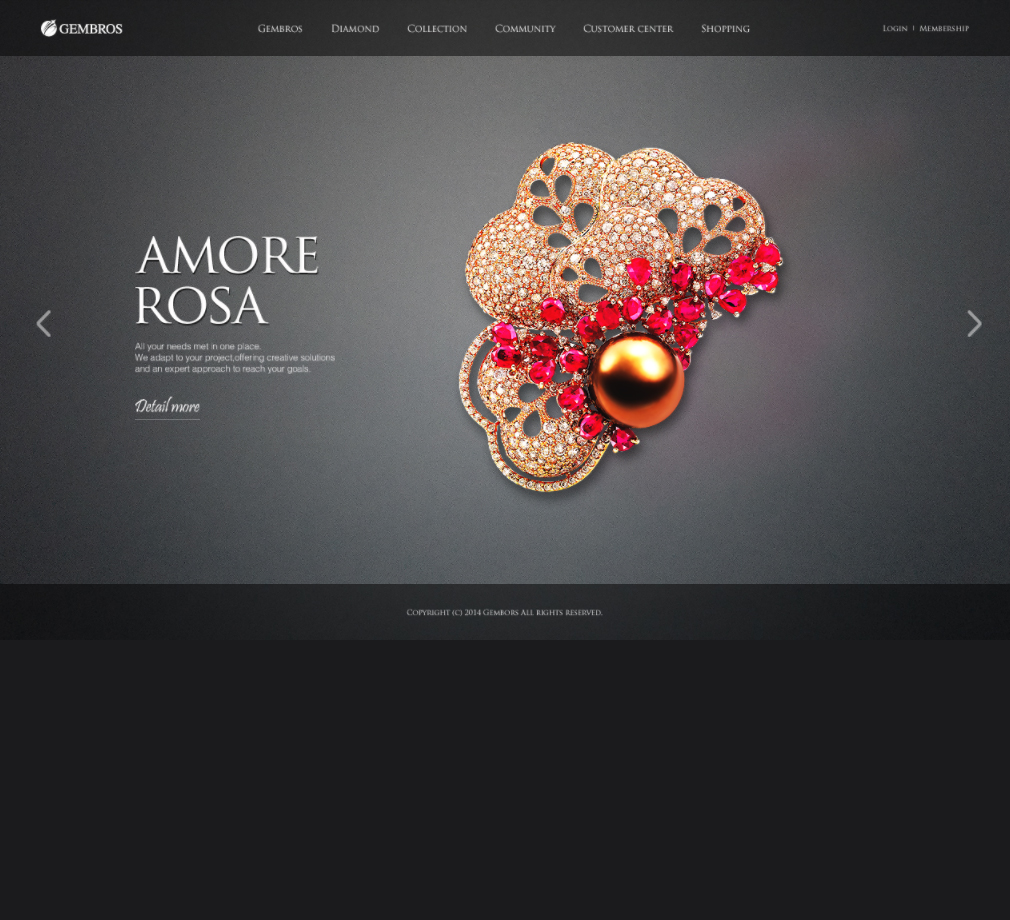 GEMBROS
Gembros
Diamond
Collection
Community
Customer center
Shopping
Login | Membership
AMORE
ROSA
All your needs met in one place.
We adapt to your project,offering creative solutions
and an expert approach to reach your goals.
Detail more
Copyright (c) 2014 Gembors All rights reserved.